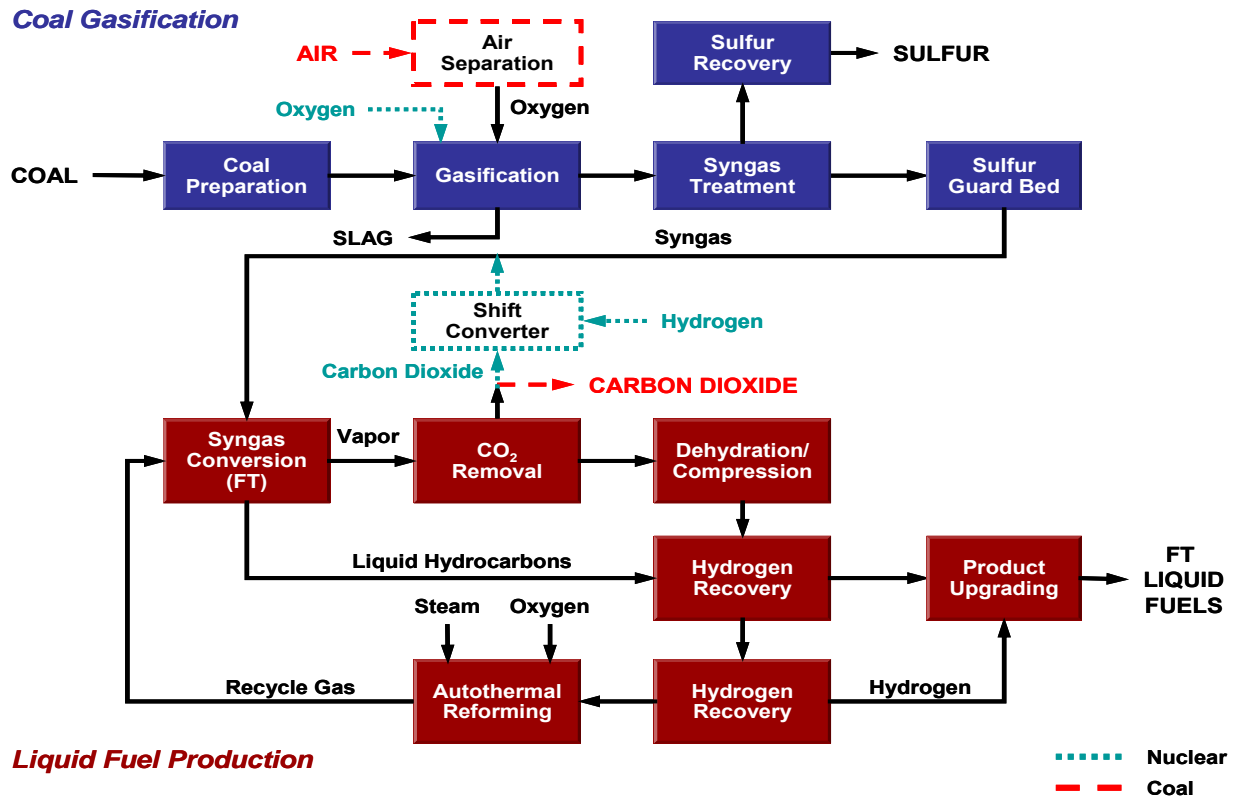 Coal Gasification
AIR
Air
Separation
Sulfur
Recovery
SULFUR
Oxygen
Oxygen
COAL
Coal
Preparation
Gasification
Syngas
Treatment
Sulfur
Guard Bed
SLAG
Syngas
Shift
Converter
Hydrogen
Carbon Dioxide
CARBON DIOXIDE
Syngas
Conversion
(FT)
Vapor
CO₂
Removal
Dehydration/
Compression
Liquid Hydrocarbons
Hydrogen
Recovery
Product
Upgrading
FT
LIQUID
FUELS
Steam
Oxygen
Recycle Gas
Autothermal
Reforming
Hydrogen
Recovery
Hydrogen
Liquid Fuel Production
Nuclear
Coal